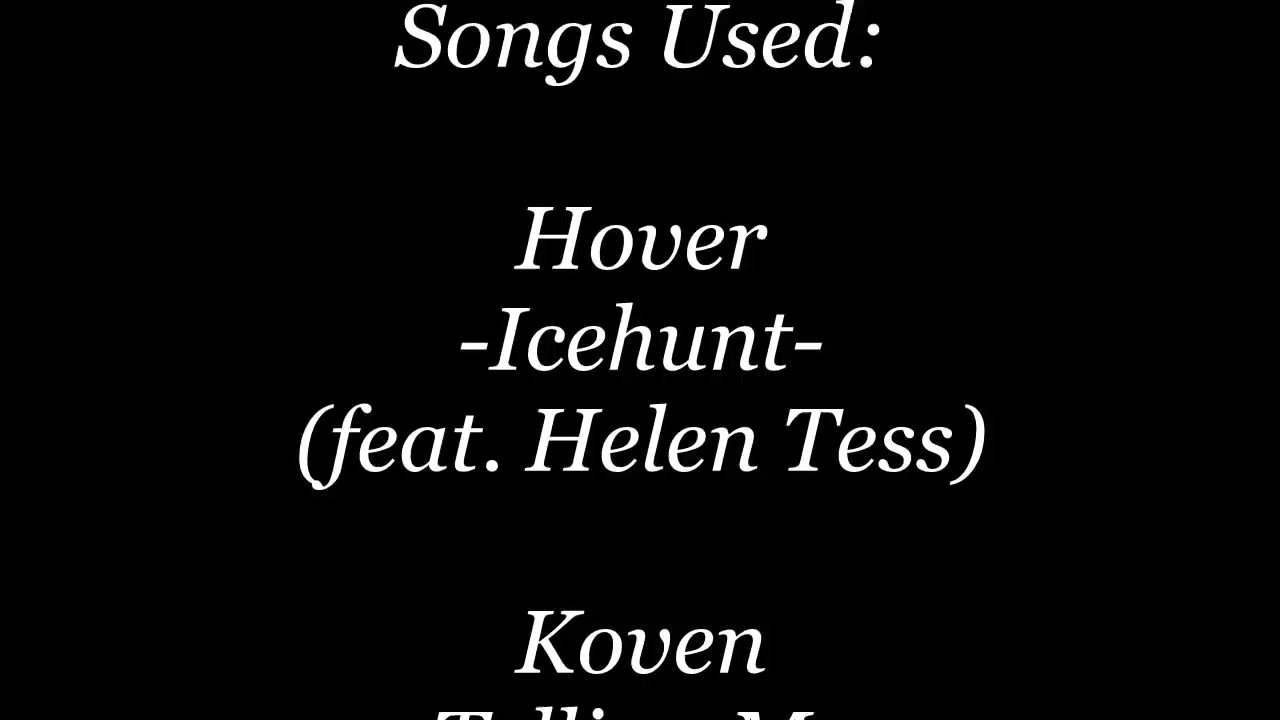 Songs Used:
Hover
-Icehunt-
(feat. Helen Tess)
Koven